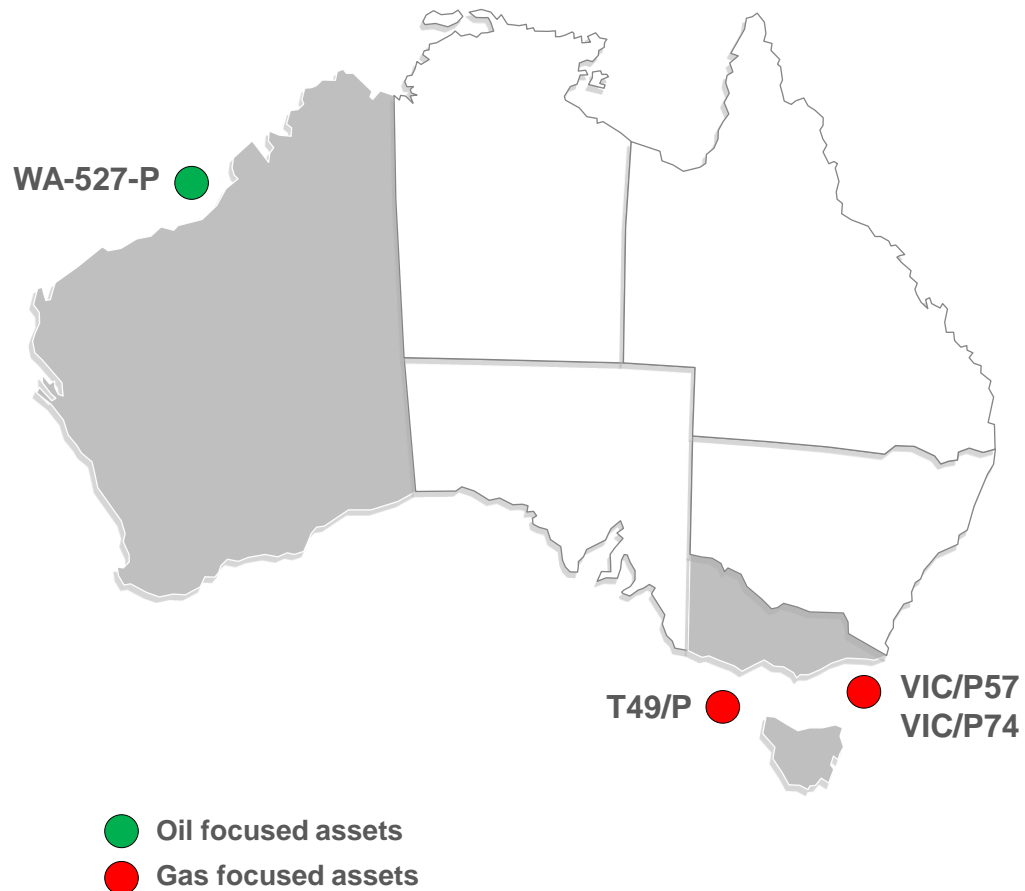 WA-527-P
T49/P
VIC/P57
VIC/P74
Oil focused assets
Gas focused assets